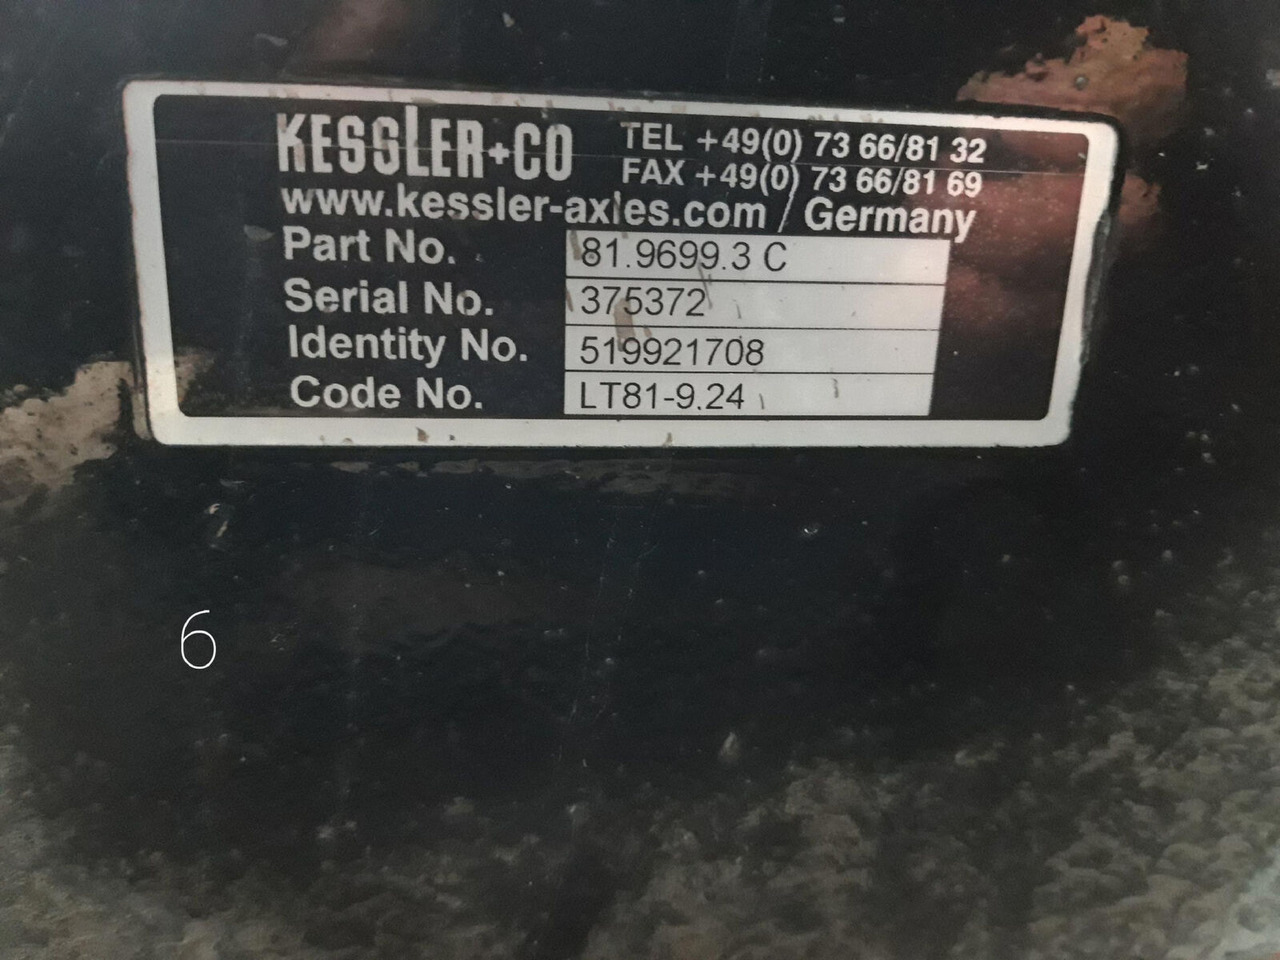 KESSLER+CO TEL +49(0) 73 66/81 32
FAX +49(0) 73 66/81 69
www.kessler-axles.com / Germany
Part No. 81.9699.3 C
Serial No. 375372
Identity No. 519921708
Code No. LT81-9.24
6